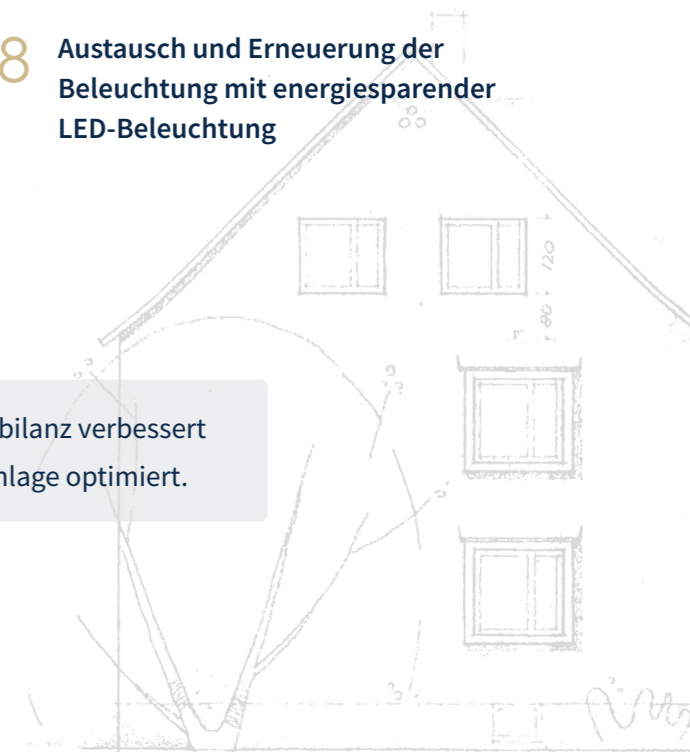 8
Austausch und Erneuerung der
Beleuchtung mit energiesparender
LED-Beleuchtung
120
80
bilanz verbessert
nlage optimiert.